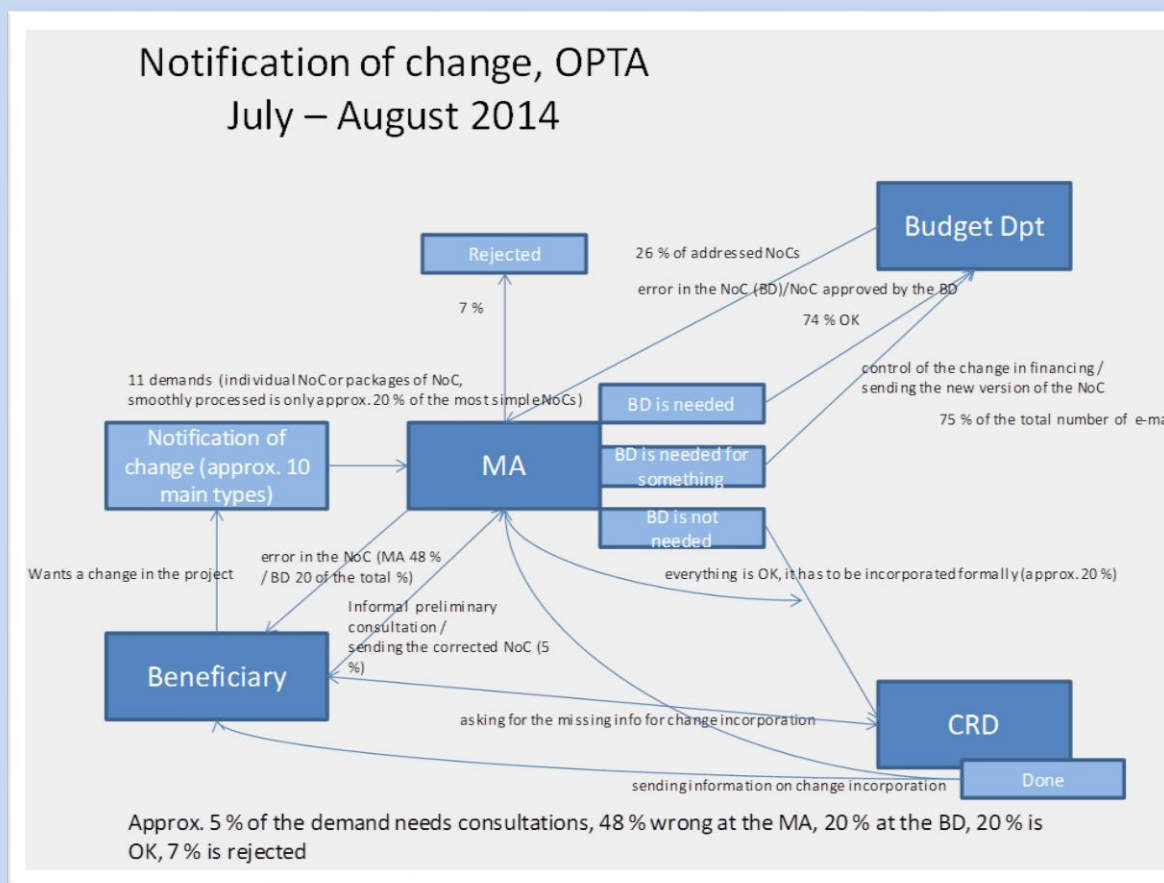 Notification of change, OPTA
July – August 2014
Budget Dpt
Rejected
26 % of addressed NoCs
error in the NoC (BD)/NoC approved by the BD
7 %
74 % OK
control of the change in financing /
sending the new version of the NoC
11 demands (individual NoC or packages of NoC,
smoothly processed is only approx. 20 % of the most simple NoCs)
BD is needed
75 % of the total number of e-ma
Notification of
change (approx. 10
main types)
MA
BD is needed for
something
BD is not
needed
error in the NoC (MA 48 %
/ BD 20 of the total %)
Wants a change in the project
everything is OK, it has to be incorporated formally (approx. 20 %)
Informal preliminary
consultation /
sending the corrected NoC (5
%)
Beneficiary
asking for the missing info for change incorporation
CRD
sending information on change incorporation
Done
Approx. 5 % of the demand needs consultations, 48 % wrong at the MA, 20 % at the BD, 20 % is
OK, 7 % is rejected